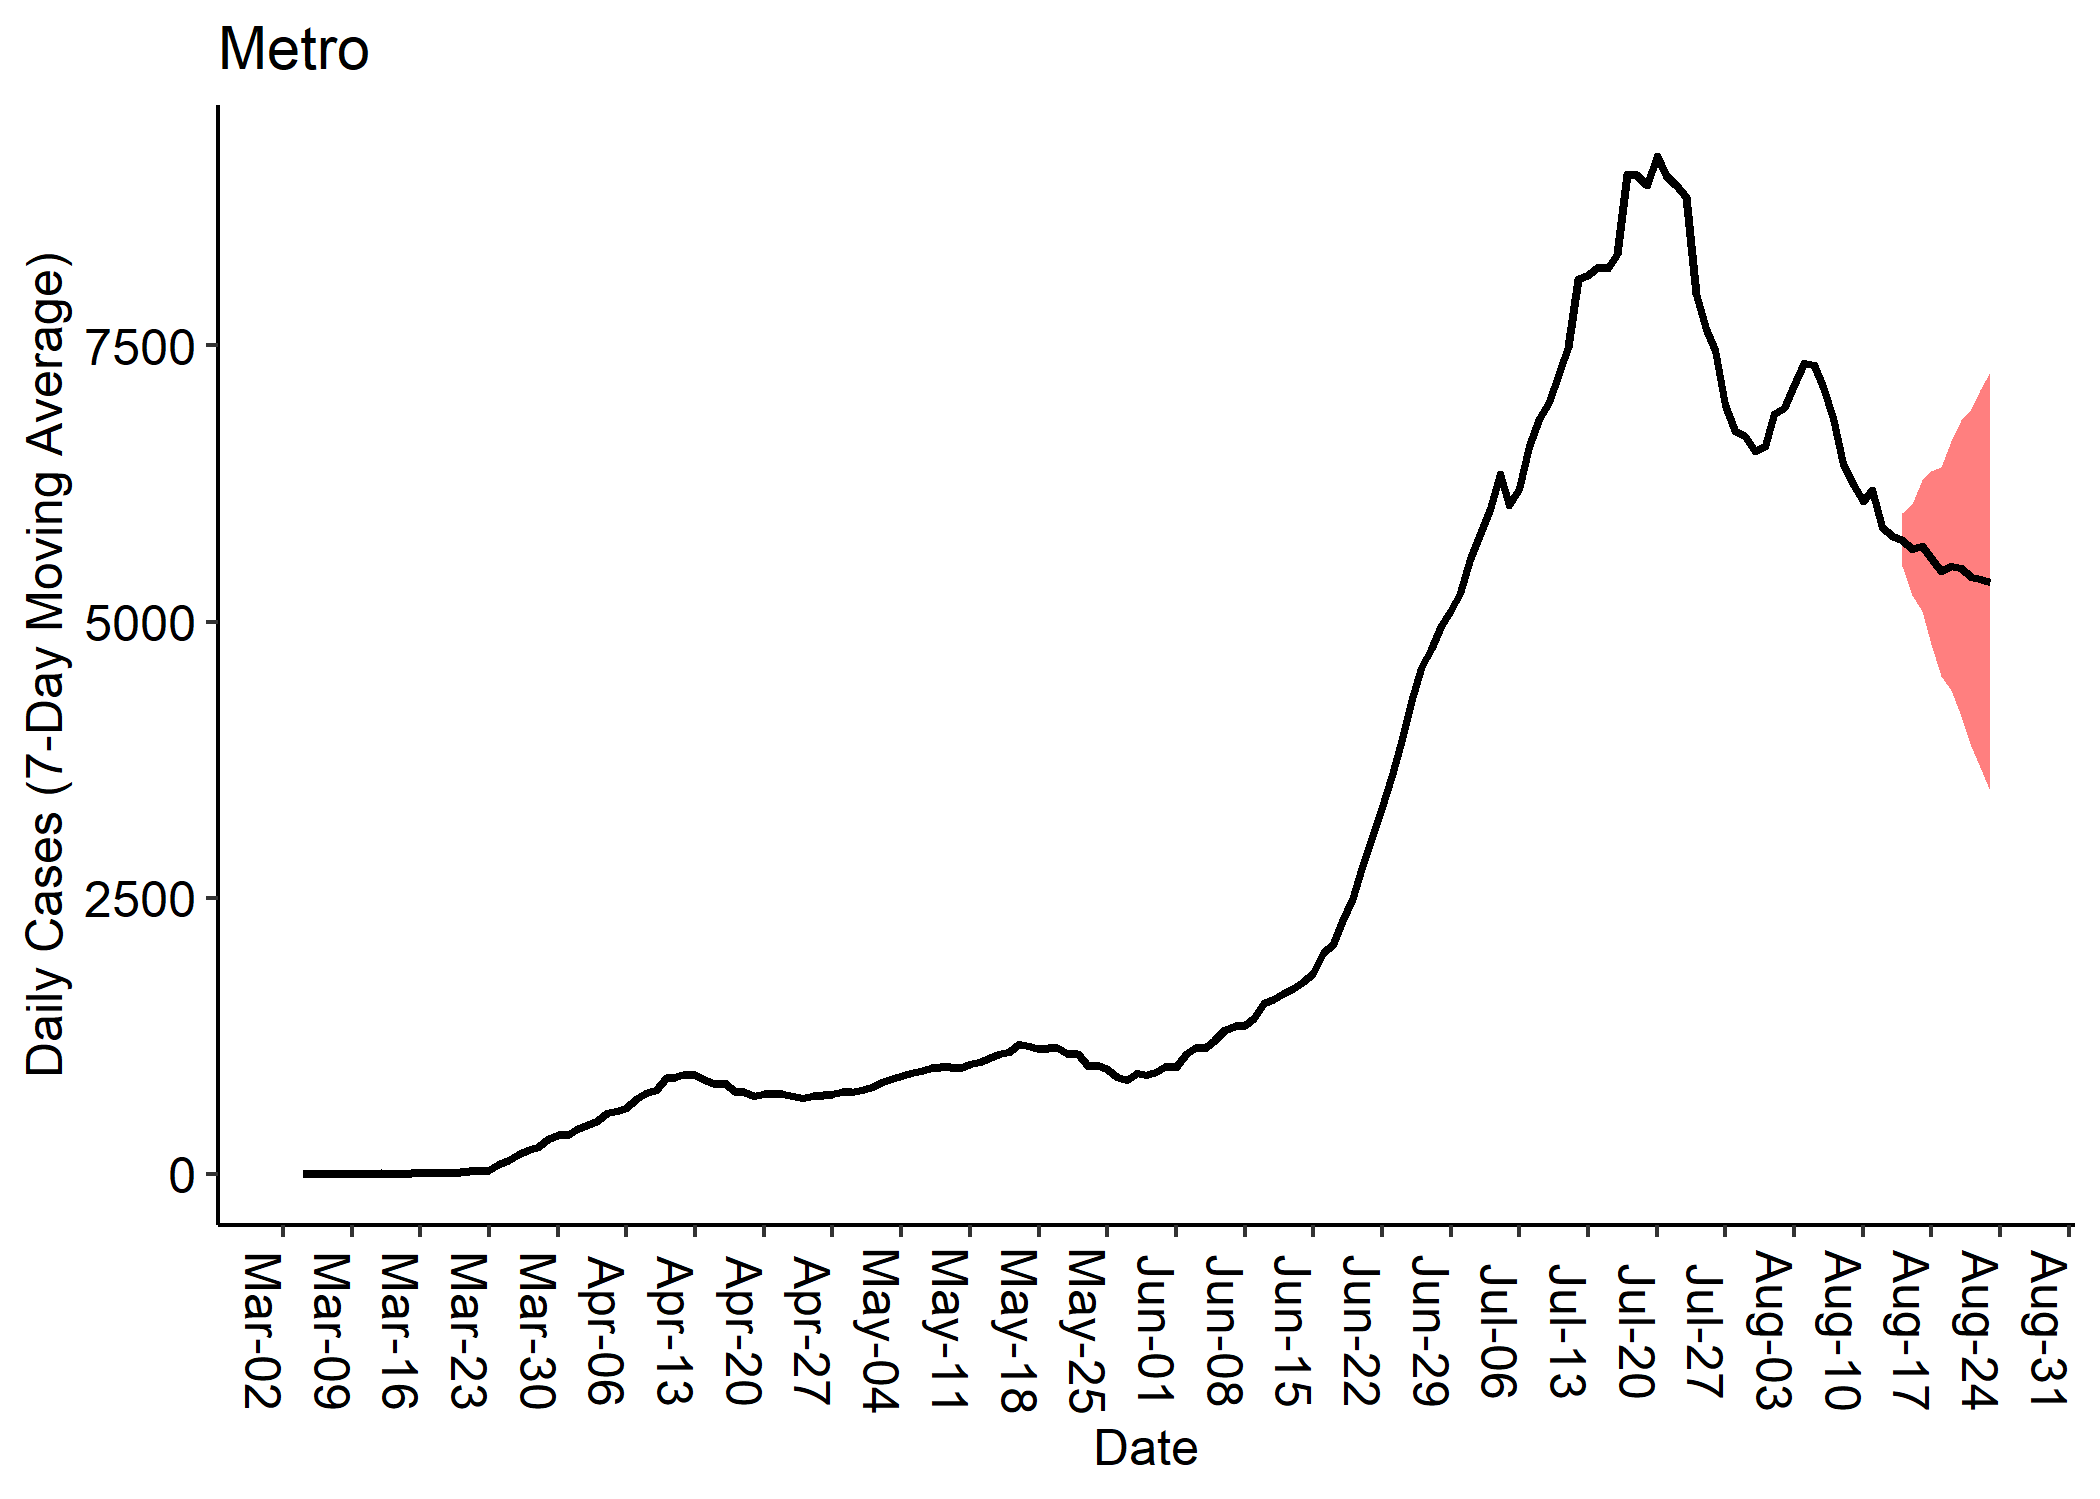 Metro
Daily Cases (7-Day Moving Average)
7500
5000
2500
0
Mar-02
Mar-09
Mar-16
Mar-23
Mar-30
Apr-06
Apr-13
Apr-20
Apr-27
May-04
May-11
May-18
May-25
Jun-01
Jun-08
Jun-15
Jun-22
Jun-29
Jul-06
Jul-13
Jul-20
Jul-27
Aug-03
Aug-10
Aug-17
Aug-24
Aug-31
Date